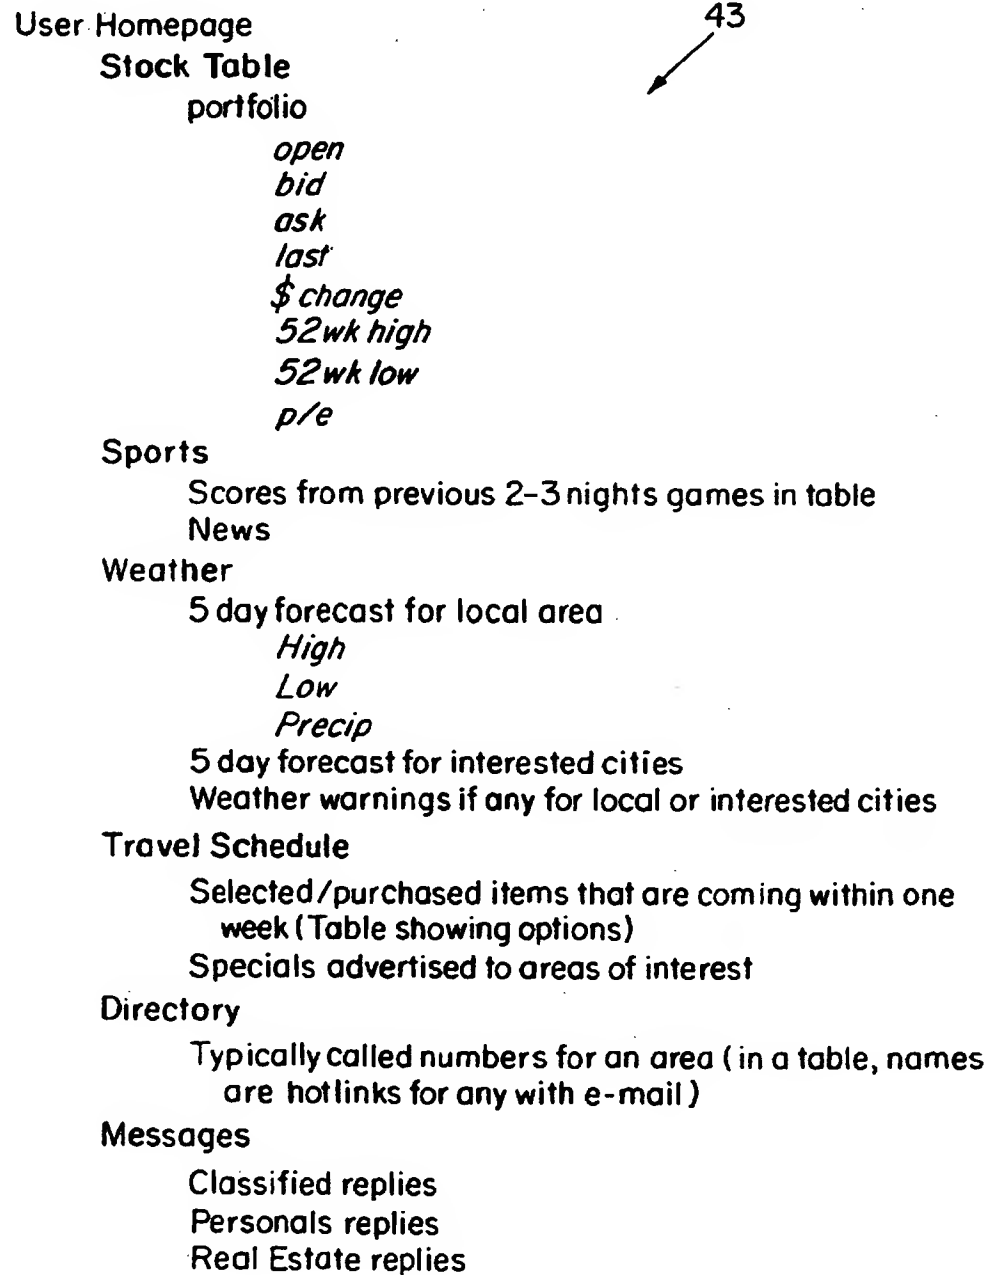 User Homepage
43
Stock Table
portfolio
open
bid
ask
last
$ change
52wk high
52wk low
p/e
Sports
Scores from previous 2-3 nights games in table
News
Weather
5 day forecast for local area
High
Low
Precip
5 day forecast for interested cities
Weather warnings if any for local or interested cities
Travel Schedule
Selected/purchased items that are coming within one
week (Table showing options)
Specials advertised to areas of interest
Directory
Typically called numbers for an area (in a table, names
are hotlinks for any with e-mail)
Messages
Classified replies
Personals replies
Real Estate replies